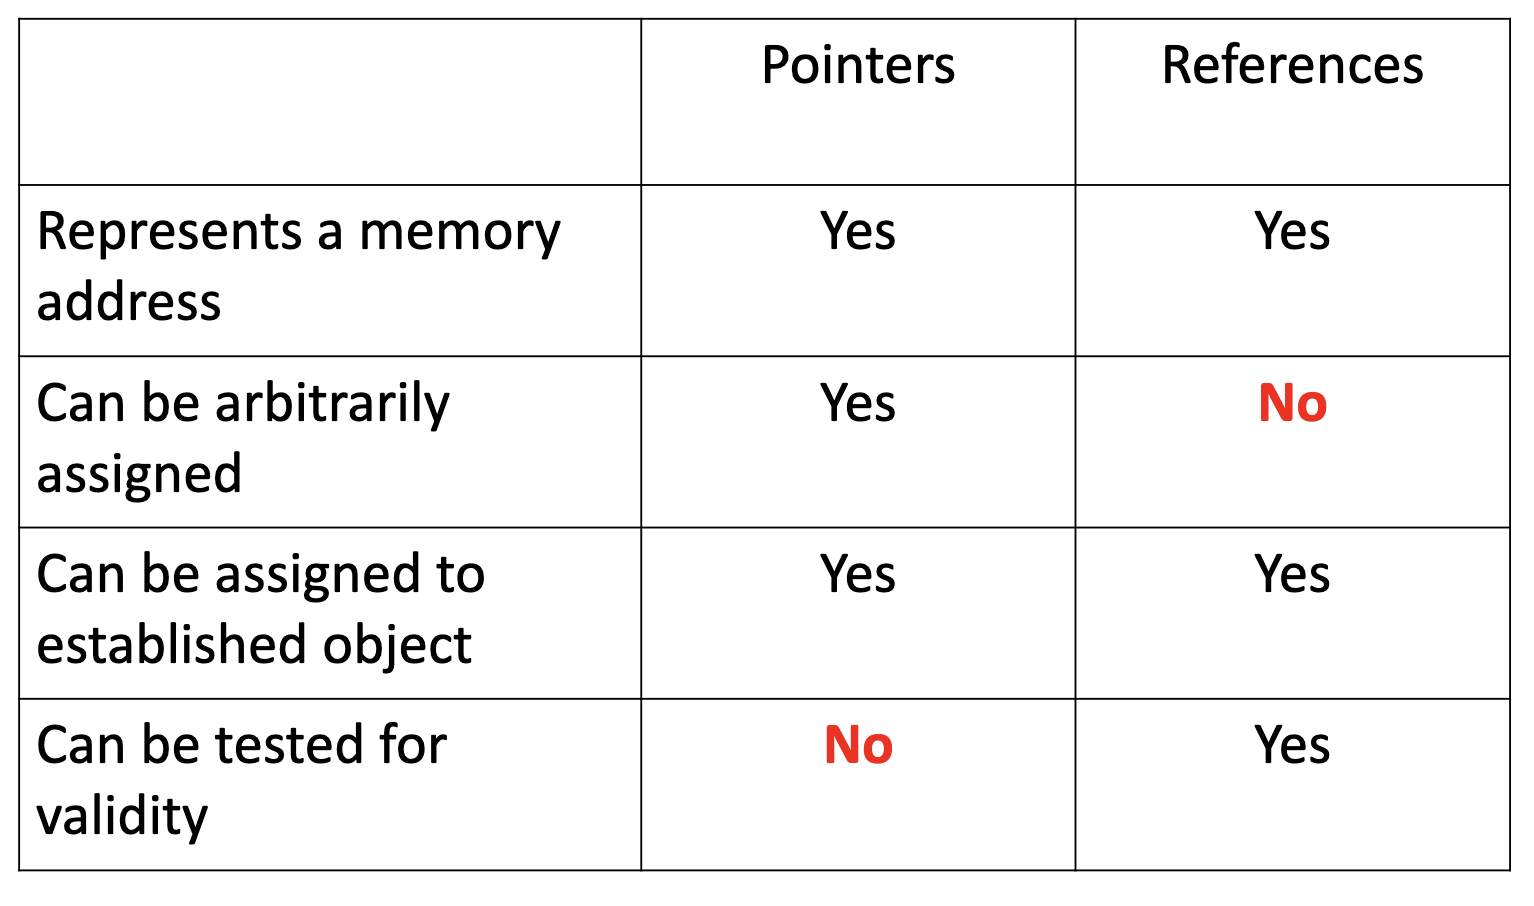 Pointers References
Represents a memory Yes Yes
address
Can be arbitrarily Yes No
assigned
Can be assigned to Yes Yes
established object
Can be tested for No Yes
validity